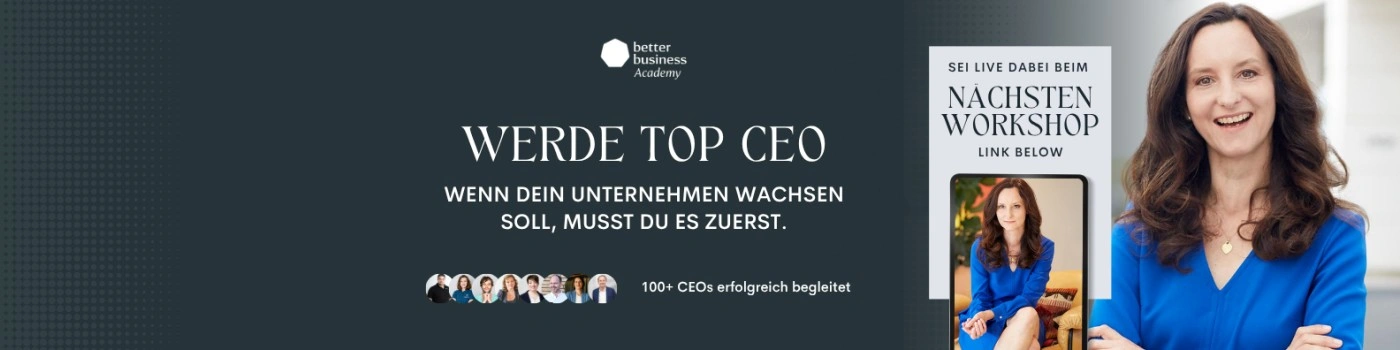 better
business
Academy
WERDE TOP CEO
WENN DEIN UNTERNEHMEN WACHSEN
SOLL, MUSST DU ES ZUERST.
100+ CEOs erfolgreich begleitet
SEI LIVE DABEI BEIM
NÄCHSTEN
WORKSHOP
LINK BELOW